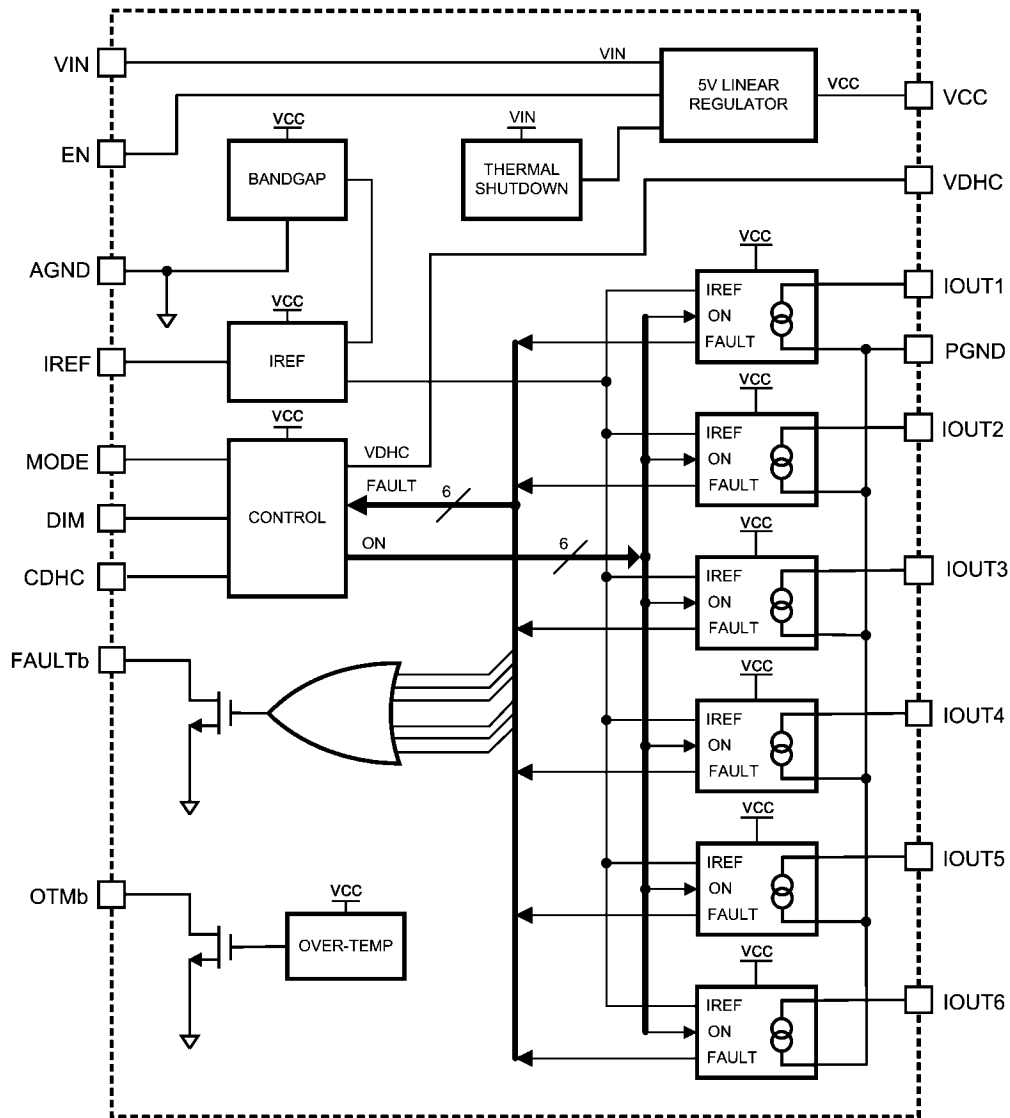 VIN
VIN
5V LINEAR
REGULATOR
VCC
VCC
EN
VCC
BANDGAP
VIN
THERMAL
SHUTDOWN
VDHC
AGND
VCC
IREF
ON
FAULT
IOUT1
PGND
IREF
VCC
IREF
VCC
IREF
ON
FAULT
IOUT2
MODE
DIM
CDHC
VCC
CONTROL
VDHC
FAULT
6
ON
6
VCC
IREF
ON
FAULT
IOUT3
FAULTb
VCC
IREF
ON
FAULT
IOUT4
VCC
IREF
ON
FAULT
IOUT5
OTMb
VCC
OVER-TEMP
VCC
IREF
ON
FAULT
IOUT6